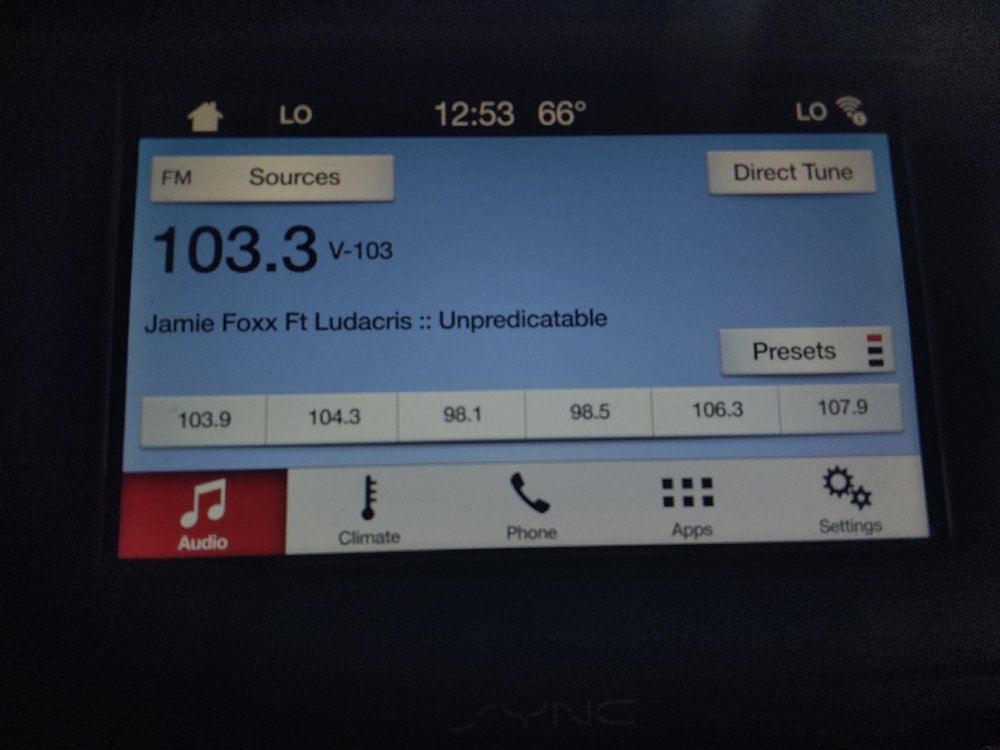 LO 12:53 66° LO
FM Sources Direct Tune
103.3 V-103
Jamie Foxx Ft Ludacris :: Unpredicatable
Presets
103.9 104.3 98.1 98.5 106.3 107.9
Audio Climate Phone Apps Settings
SYNC